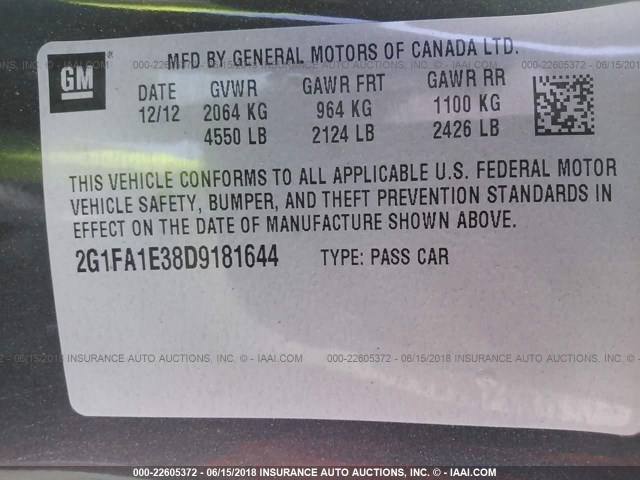 MFD BY GENERAL MOTORS OF CANADA LTD.
GM ®
DATE GVWR GAWR FRT GAWR RR
12/12 2064 KG 964 KG 1100 KG
4550 LB 2124 LB 2426 LB
THIS VEHICLE CONFORMS TO ALL APPLICABLE U.S. FEDERAL MOTOR
VEHICLE SAFETY, BUMPER, AND THEFT PREVENTION STANDARDS IN
EFFECT ON THE DATE OF MANUFACTURE SHOWN ABOVE.
2G1FA1E38D9181644 TYPE: PASS CAR
000-22605372 - 06/15/2018 INSURANCE AUTO AUCTIONS, INC. © - IAAI.COM